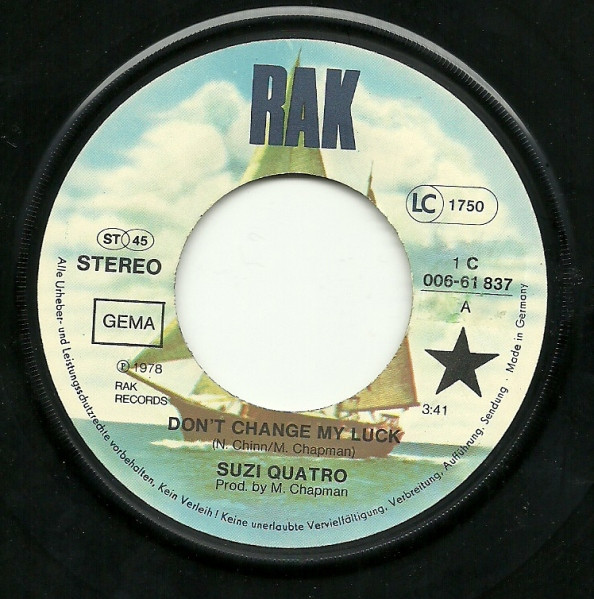 RAK
LC 1750
ST 45
STEREO
GEMA
℗ 1978
RAK
RECORDS
1 C
006-61 837
A
3:41
DON'T CHANGE MY LUCK
(N. Chinn/M. Chapman)
SUZI QUATRO
Prod. by M. Chapman
Alle Urheber- und Leistungsschutzrechte vorbehalten, Kein Verleih! Keine unerlaubte Vervielfältigung, Verbreitung, Aufführung, Sendung · Made in Germany